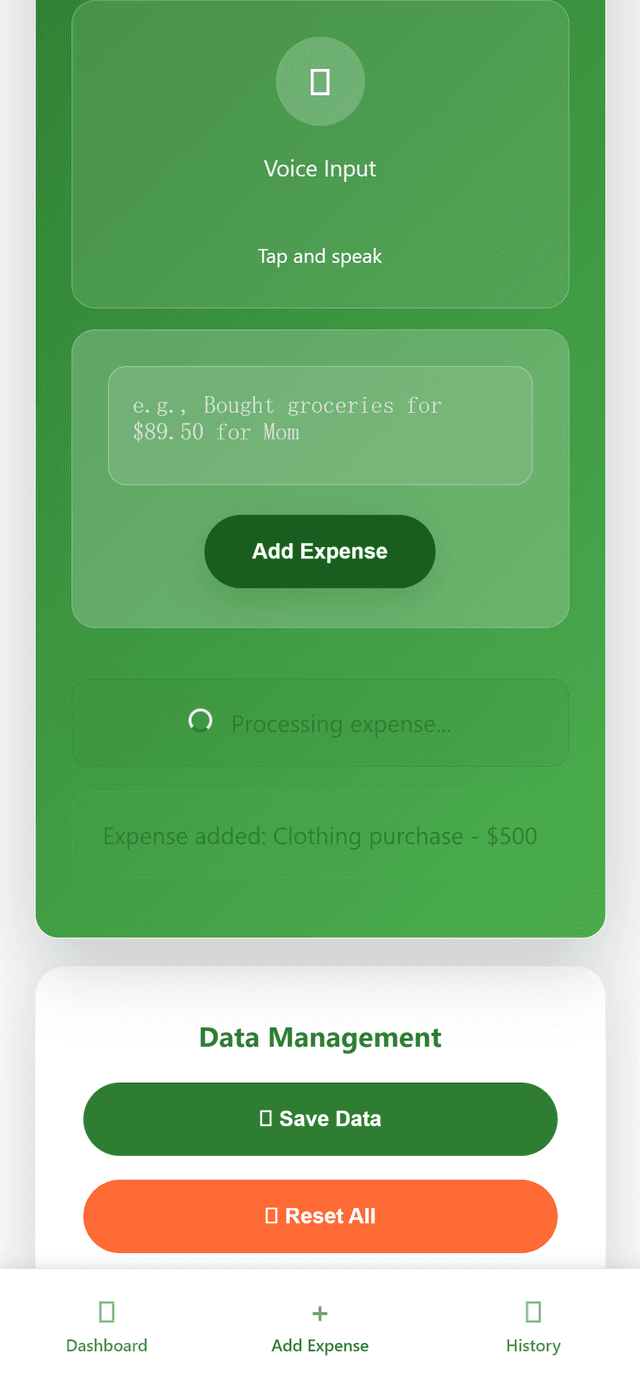 Voice Input
Tap and speak
e.g., Bought groceries for
$89.50 for Mom
Add Expense
Processing expense...
Expense added: Clothing purchase - $500
Data Management
Save Data
Reset All
+
Dashboard
Add Expense
History